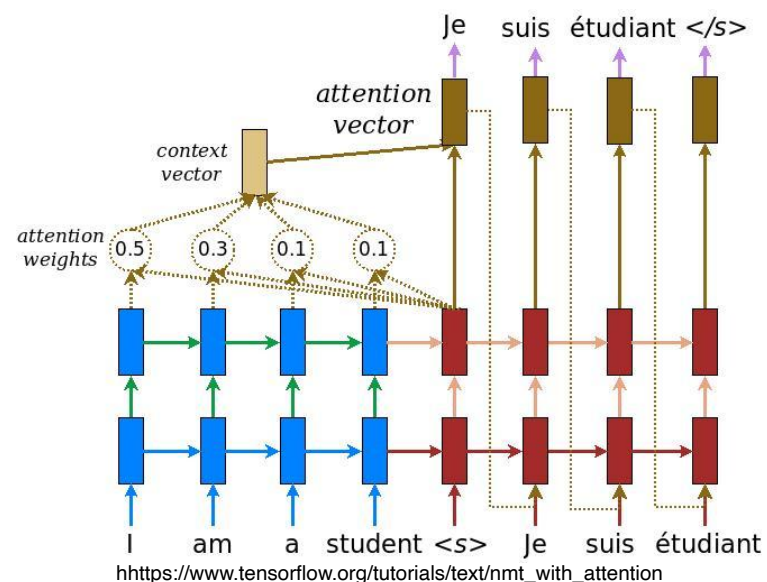 Je suis étudiant </s>
attention
vector
context
vector
attention
weights
0.5 0.3 0.1 0.1
I am a student <s> Je suis étudiant
hhttps://www.tensorflow.org/tutorials/text/nmt_with_attention